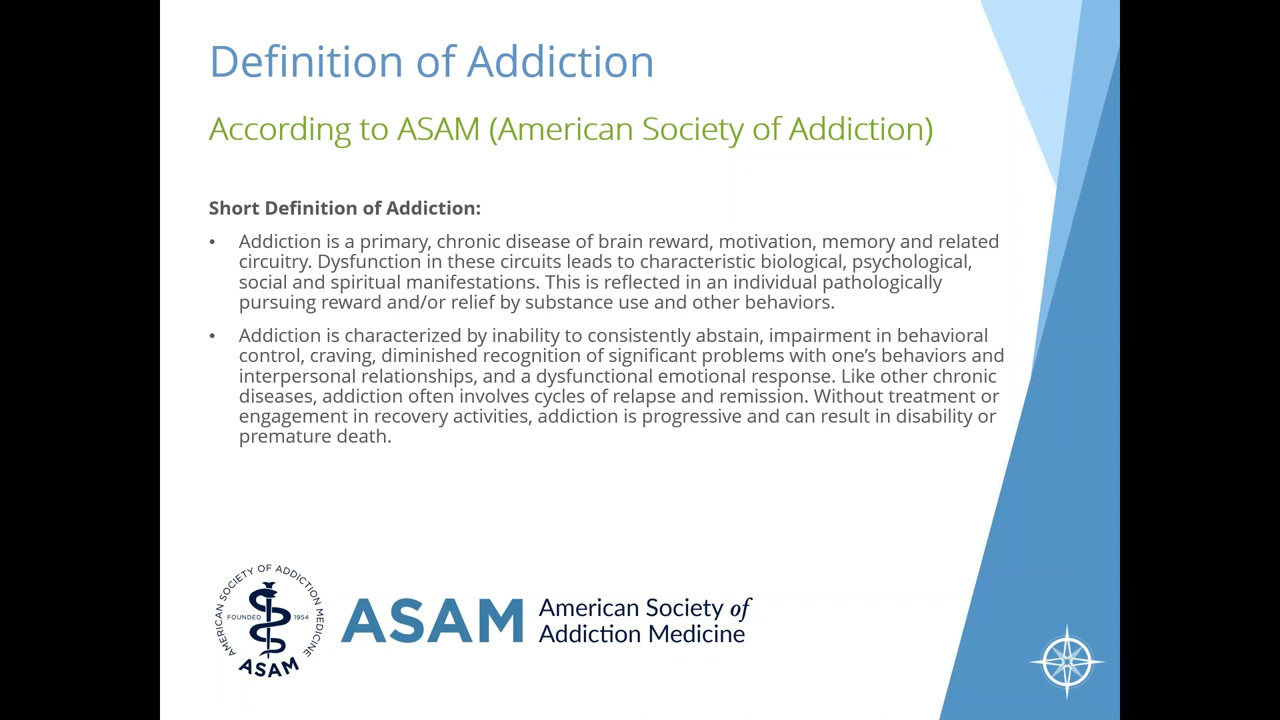 Definition of Addiction
According to ASAM (American Society of Addiction)
Short Definition of Addiction:
• Addiction is a primary, chronic disease of brain reward, motivation, memory and related
circuitry. Dysfunction in these circuits leads to characteristic biological, psychological,
social and spiritual manifestations. This is reflected in an individual pathologically
pursuing reward and/or relief by substance use and other behaviors.
• Addiction is characterized by inability to consistently abstain, impairment in behavioral
control, craving, diminished recognition of significant problems with one’s behaviors and
interpersonal relationships, and a dysfunctional emotional response. Like other chronic
diseases, addiction often involves cycles of relapse and remission. Without treatment or
engagement in recovery activities, addiction is progressive and can result in disability or
premature death.
AMERICAN SOCIETY OF ADDICTION MEDICINE
FOUNDED 1954
ASAM
ASAM
American Society of
Addiction Medicine